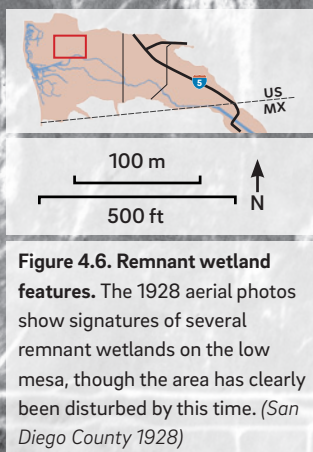 5
US
MX
100 m
500 ft
N
Figure 4.6. Remnant wetland
features. The 1928 aerial photos
show signatures of several
remnant wetlands on the low
mesa, though the area has clearly
been disturbed by this time. (San
Diego County 1928)